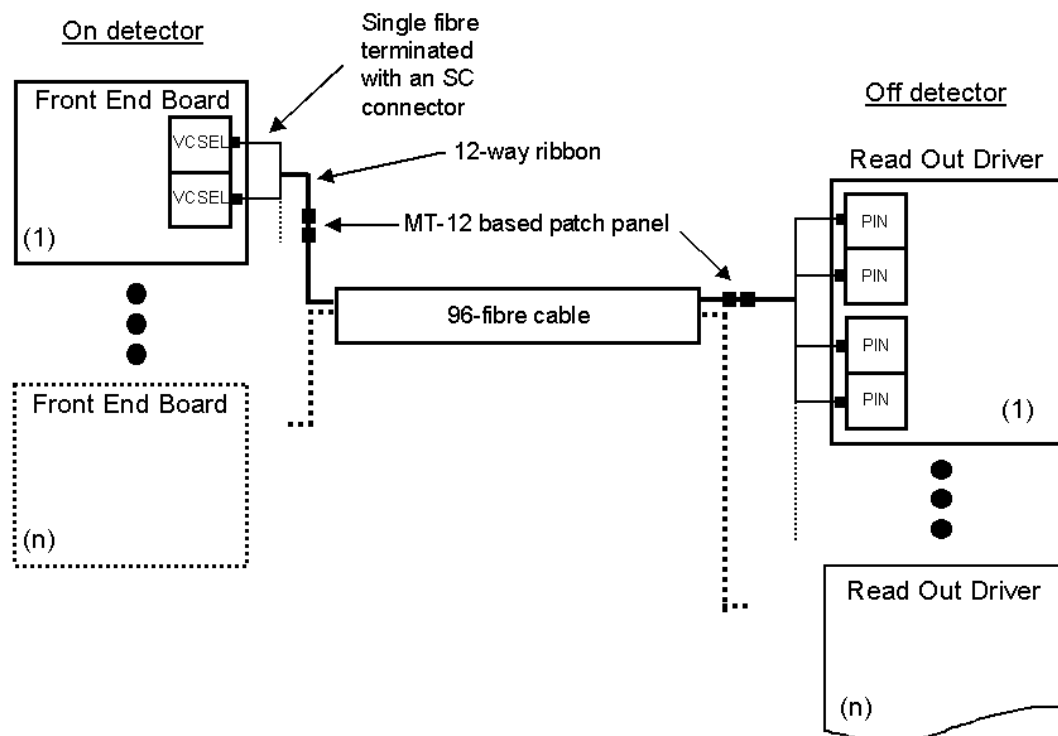 On detector
Single fibre
terminated
with an SC
connector
Front End Board
VCSEL
VCSEL
(1)
12-way ribbon
MT-12 based patch panel
96-fibre cable
Front End Board
(n)
Off detector
Read Out Driver
PIN
PIN
PIN
PIN
(1)
Read Out Driver
(n)